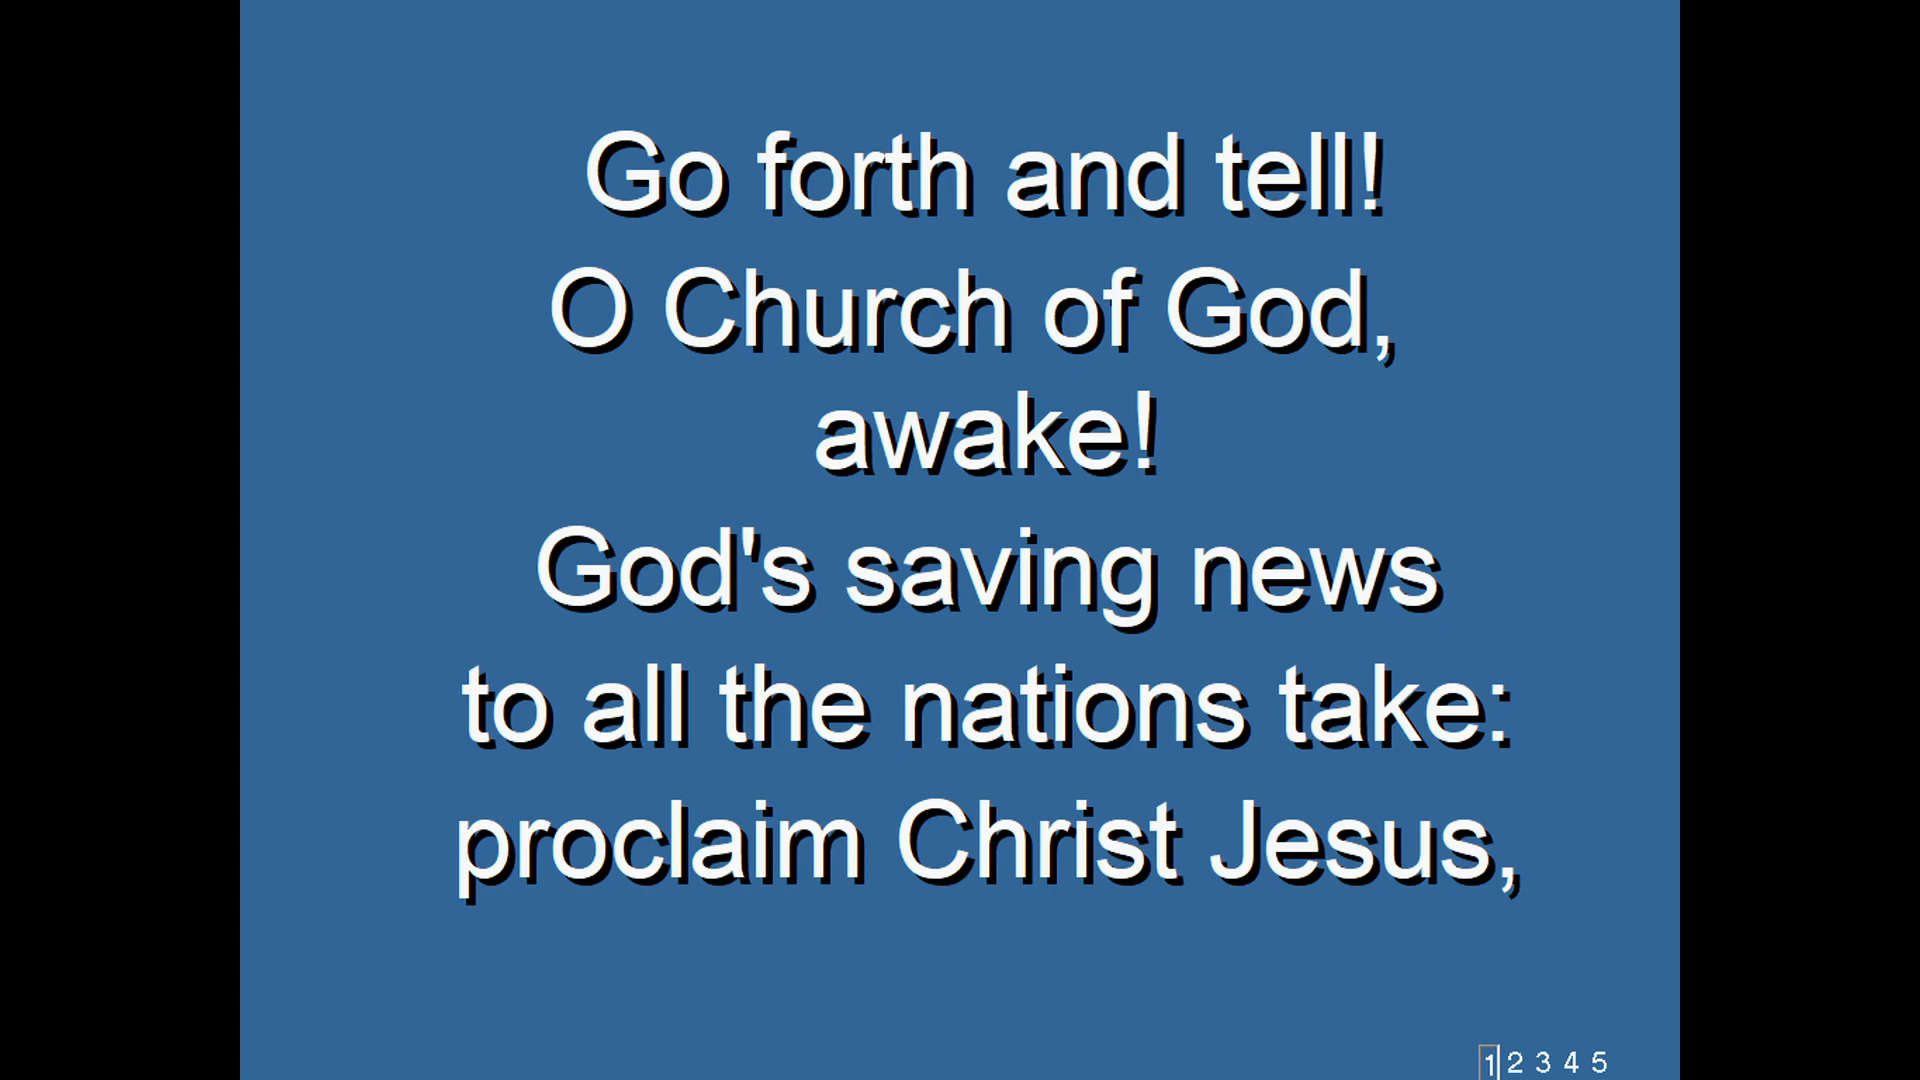 Go forth and tell!
O Church of God,
awake!
God's saving news
to all the nations take:
proclaim Christ Jesus,
1 2 3 4 5